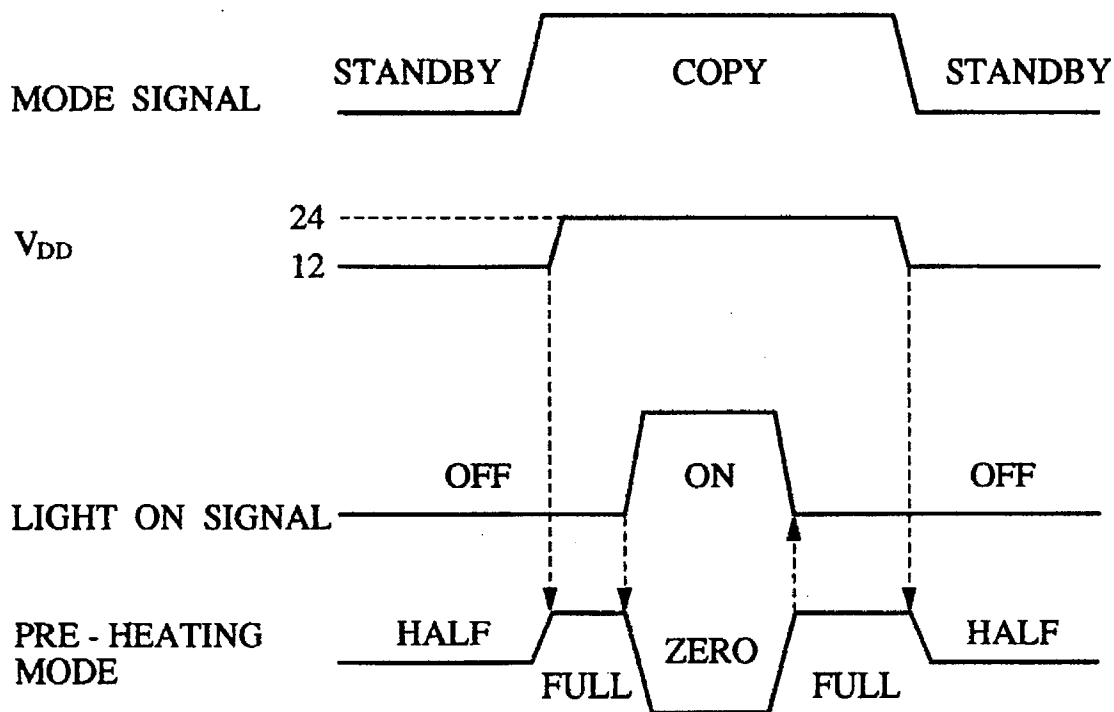 STANDBY COPY STANDBY
MODE SIGNAL
24
V_DD
12
OFF ON OFF
LIGHT ON SIGNAL
PRE - HEATING HALF ZERO HALF
MODE FULL FULL